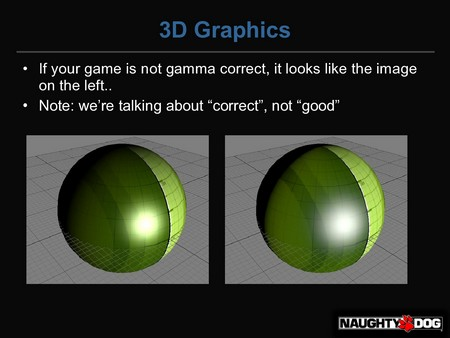 3D Graphics
• If your game is not gamma correct, it looks like the image
on the left..
• Note: we’re talking about “correct”, not “good”
NAUGHTY DOG